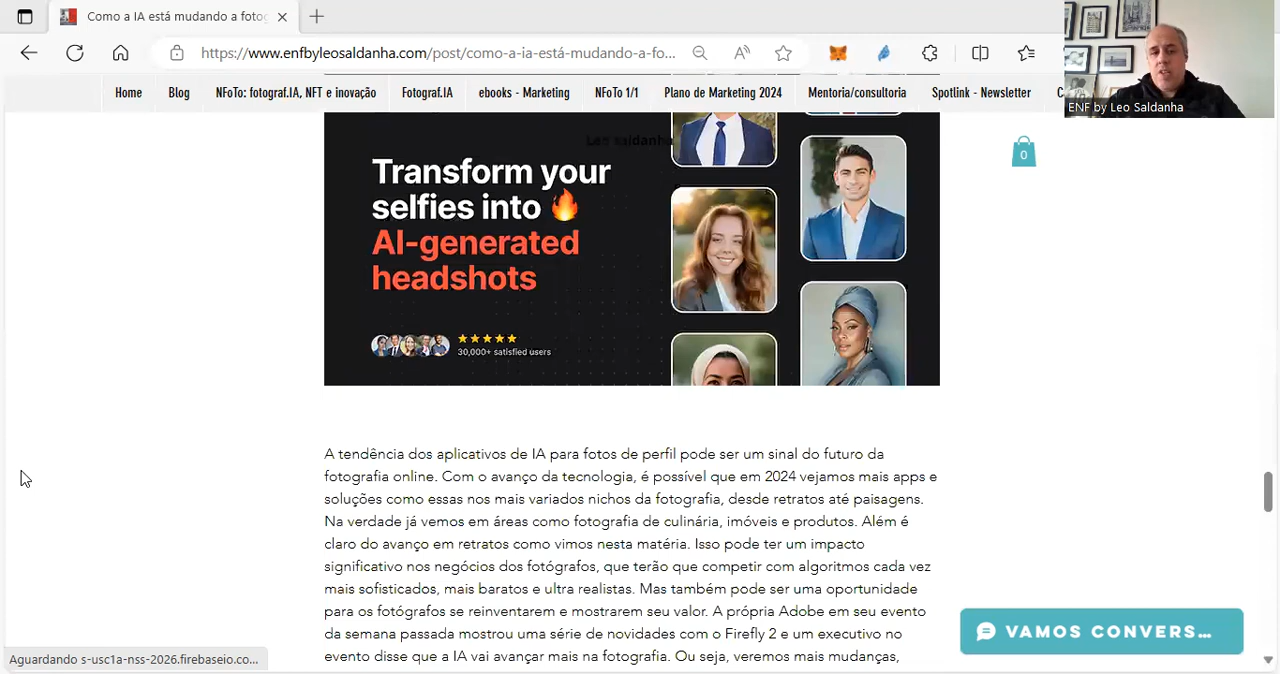 Como a IA está mudando a fotog
https://www.enfbyleosaldanha.com/post/como-a-ia-está-mudando-a-fo...
ENF by Leo Saldanha
Home Blog NFoTo: fotograf.IA, NFT e inovação Fotograf.IA ebooks - Marketing NFoTo 1/1 Plano de Marketing 2024 Mentoria/consultoria Spotlink - Newsletter C
Leo Saldanha
0
Transform your
selfies into
AI-generated
headshots
30,000+ satisfied users
A tendência dos aplicativos de IA para fotos de perfil pode ser um sinal do futuro da
fotografia online. Com o avanço da tecnologia, é possível que em 2024 vejamos mais apps e
soluções como essas nos mais variados nichos da fotografia, desde retratos até paisagens.
Na verdade já vemos em áreas como fotografia de culinária, imóveis e produtos. Além é
claro do avanço em retratos como vimos nesta matéria. Isso pode ter um impacto
significativo nos negócios dos fotógrafos, que terão que competir com algoritmos cada vez
mais sofisticados, mais baratos e ultra realistas. Mas também pode ser uma oportunidade
para os fotógrafos se reinventarem e mostrarem seu valor. A própria Adobe em seu evento
da semana passada mostrou uma série de novidades com o Firefly 2 e um executivo no
evento disse que a IA vai avançar mais na fotografia. Ou seja, veremos mais mudanças,
VAMOS CONVERS...
Aguardando s-usc1a-nss-2026.firebaseio.co...